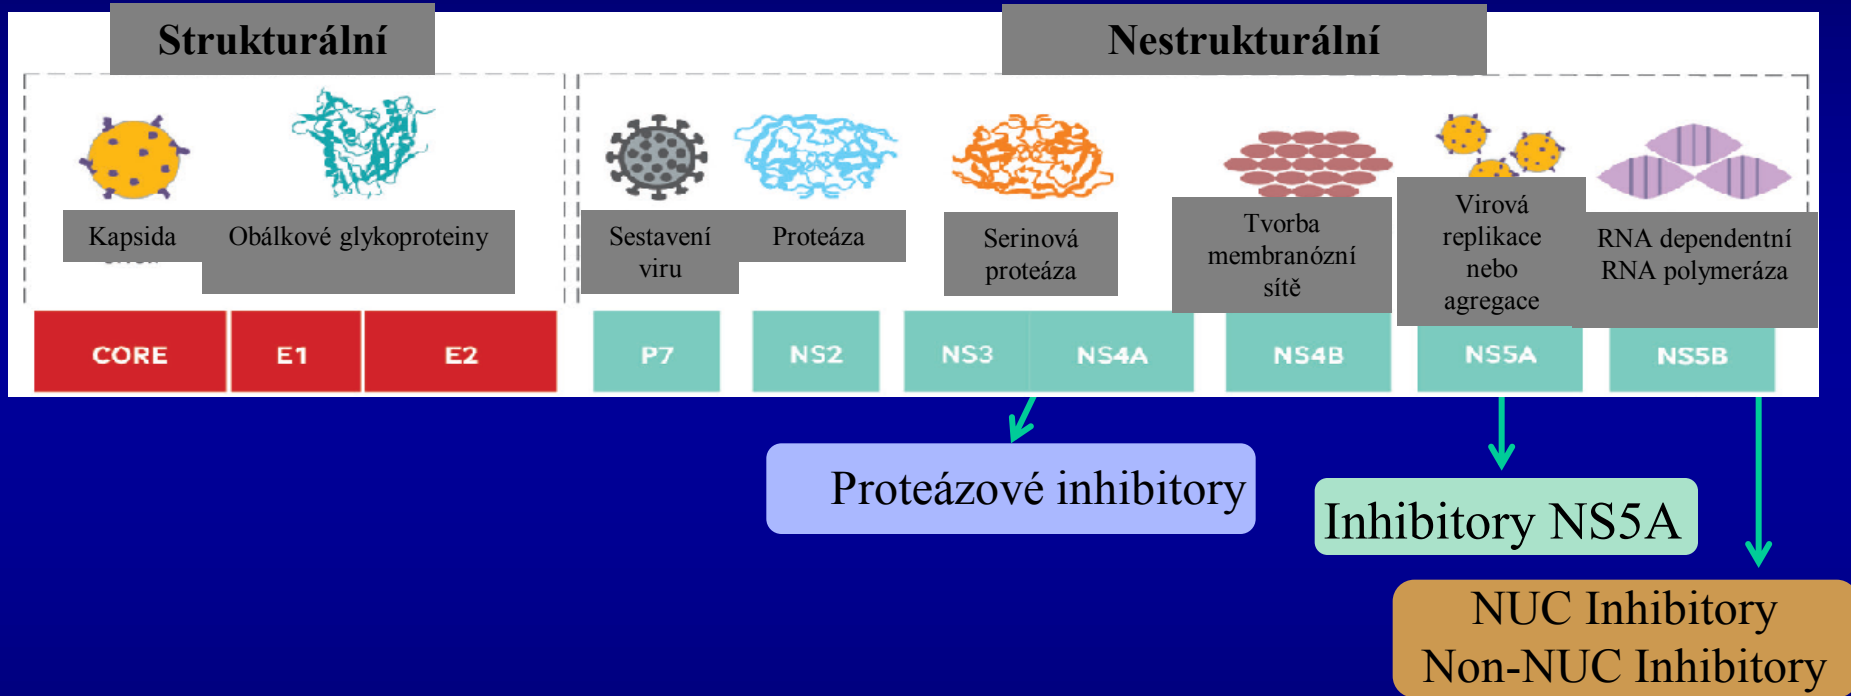 Strukturální
Nestrukturální
Kapsida
Obálkové glykoproteiny
Sestavení
viru
Proteáza
Serinová
proteáza
Tvorba
membranózní
sítě
Virová
replikace
nebo
agregace
RNA dependentní
RNA polymeráza
CORE
E1
E2
P7
NS2
NS3
NS4A
NS4B
NS5A
NS5B
Proteázové inhibitory
Inhibitory NS5A
NUC Inhibitory
Non-NUC Inhibitory